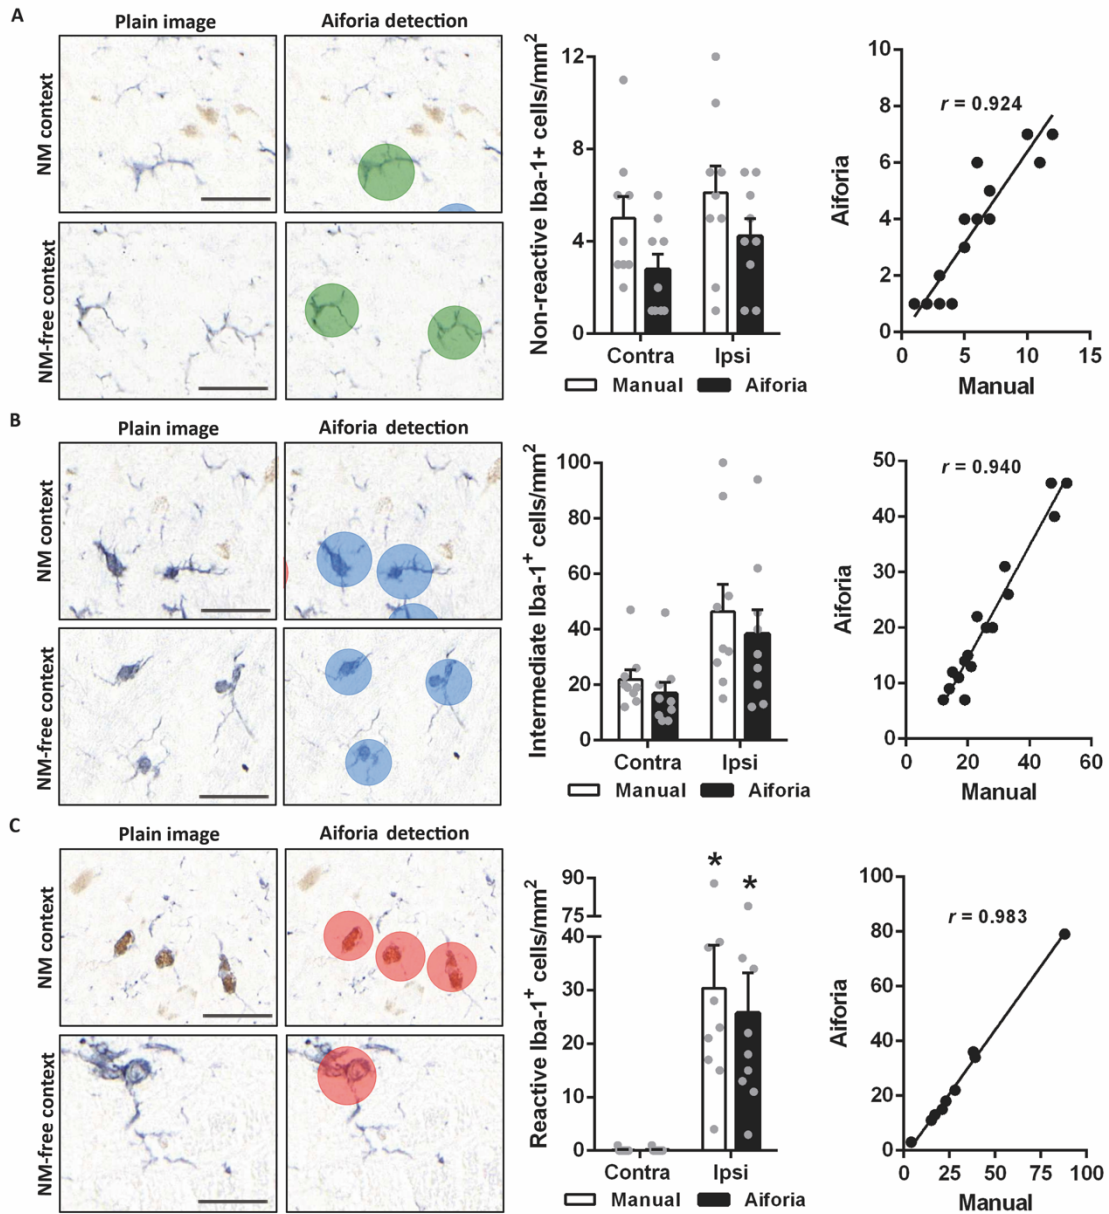 A
Plain image
Aiforia detection
NM context
NM-free context
Non-reactive Iba-1+ cells/mm2
12
8
4
0
Contra
Ipsi
Manual
Aiforia
Aiforia
10
8
6
4
2
0
r = 0.924
0
5
10
15
Manual
B
Plain image
Aiforia detection
NM context
NM-free context
Intermediate Iba-1+ cells/mm2
100
80
60
40
20
0
Contra
Ipsi
Manual
Aiforia
Aiforia
50
40
30
20
10
0
r = 0.940
0
20
40
60
Manual
C
Plain image
Aiforia detection
NM context
NM-free context
Reactive Iba-1+ cells/mm2
90
75
40
30
20
10
0
*
*
Contra
Ipsi
Manual
Aiforia
Aiforia
100
80
60
40
20
0
r = 0.983
0
25
50
75
100
Manual